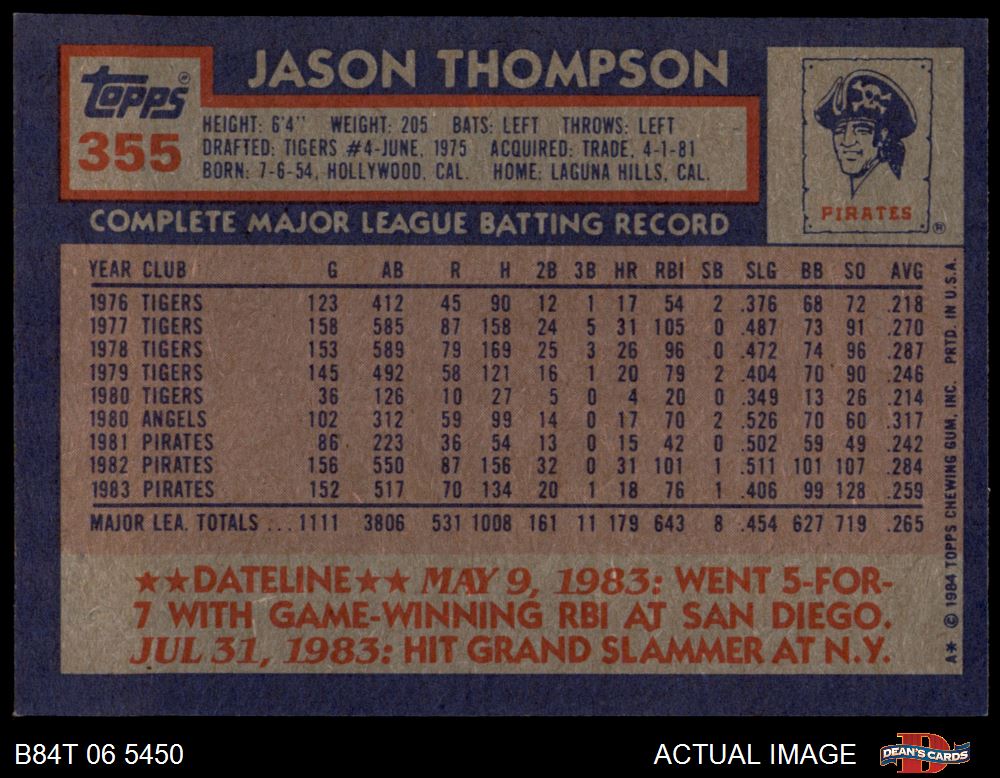 JASON THOMPSON
TOPPS ®
355
HEIGHT: 6'4" WEIGHT: 205 BATS: LEFT THROWS: LEFT
DRAFTED: TIGERS #4-JUNE, 1975 ACQUIRED: TRADE, 4-1-81
BORN: 7-6-54, HOLLYWOOD, CAL. HOME: LAGUNA HILLS, CAL.
PIRATES ®
COMPLETE MAJOR LEAGUE BATTING RECORD
YEAR CLUB G AB R H 2B 3B HR RBI SB SLG BB SO AVG
1976 TIGERS 123 412 45 90 12 1 17 54 2 .376 68 72 .218
1977 TIGERS 158 585 87 158 24 5 31 105 0 .487 73 91 .270
1978 TIGERS 153 589 79 169 25 3 26 96 0 .472 74 96 .287
1979 TIGERS 145 492 58 121 16 1 20 79 2 .404 70 90 .246
1980 TIGERS 36 126 10 27 5 0 4 20 0 .349 13 26 .214
1980 ANGELS 102 312 59 99 14 0 17 70 2 .526 70 60 .317
1981 PIRATES 86 223 36 54 13 0 15 42 0 .502 59 49 .242
1982 PIRATES 156 550 87 156 32 0 31 101 1 .511 101 107 .284
1983 PIRATES 152 517 70 134 20 1 18 76 1 .406 99 128 .259
MAJOR LEA. TOTALS ... 1111 3806 531 1008 161 11 179 643 8 .454 627 719 .265
★★DATELINE★★ MAY 9, 1983: WENT 5-FOR-
7 WITH GAME-WINNING RBI AT SAN DIEGO.
JUL 31, 1983: HIT GRAND SLAMMER AT N.Y.
A* © 1984 TOPPS CHEWING GUM, INC. PRTD. IN U.S.A.
B84T 06 5450
ACTUAL IMAGE
DEAN'S CARDS